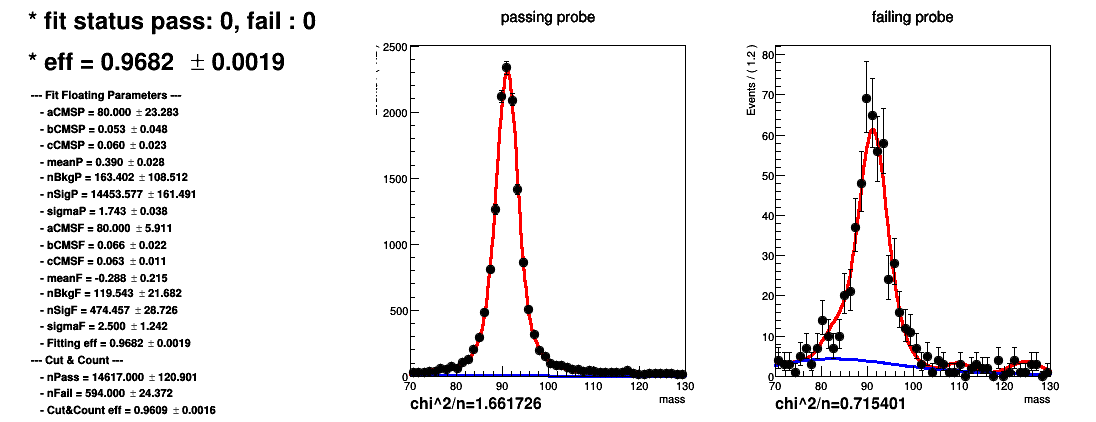 * fit status pass: 0, fail : 0
* eff = 0.9682 ± 0.0019
--- Fit Floating Parameters ---
- aCMSP = 80.000 ± 23.283
- bCMSP = 0.053 ± 0.048
- cCMSP = 0.060 ± 0.023
- meanP = 0.390 ± 0.028
- nBkgP = 163.402 ± 108.512
- nSigP = 14453.577 ± 161.491
- sigmaP = 1.743 ± 0.038
- aCMSF = 80.000 ± 5.911
- bCMSF = 0.066 ± 0.022
- cCMSF = 0.063 ± 0.011
- meanF = -0.288 ± 0.215
- nBkgF = 119.543 ± 21.682
- nSigF = 474.457 ± 28.726
- sigmaF = 2.500 ± 1.242
- Fitting eff = 0.9682 ± 0.0019
--- Cut & Count ---
- nPass = 14617.000 ± 120.901
- nFail = 594.000 ± 24.372
- Cut&Count eff = 0.9609 ± 0.0016
passing probe
2500
2000
1500
1000
500
0
70 80 90 100 110 120 130
mass
chi^2/n=1.661726
failing probe
Events / ( 1.2 )
80
70
60
50
40
30
20
10
0
70 80 90 100 110 120 130
mass
chi^2/n=0.715401